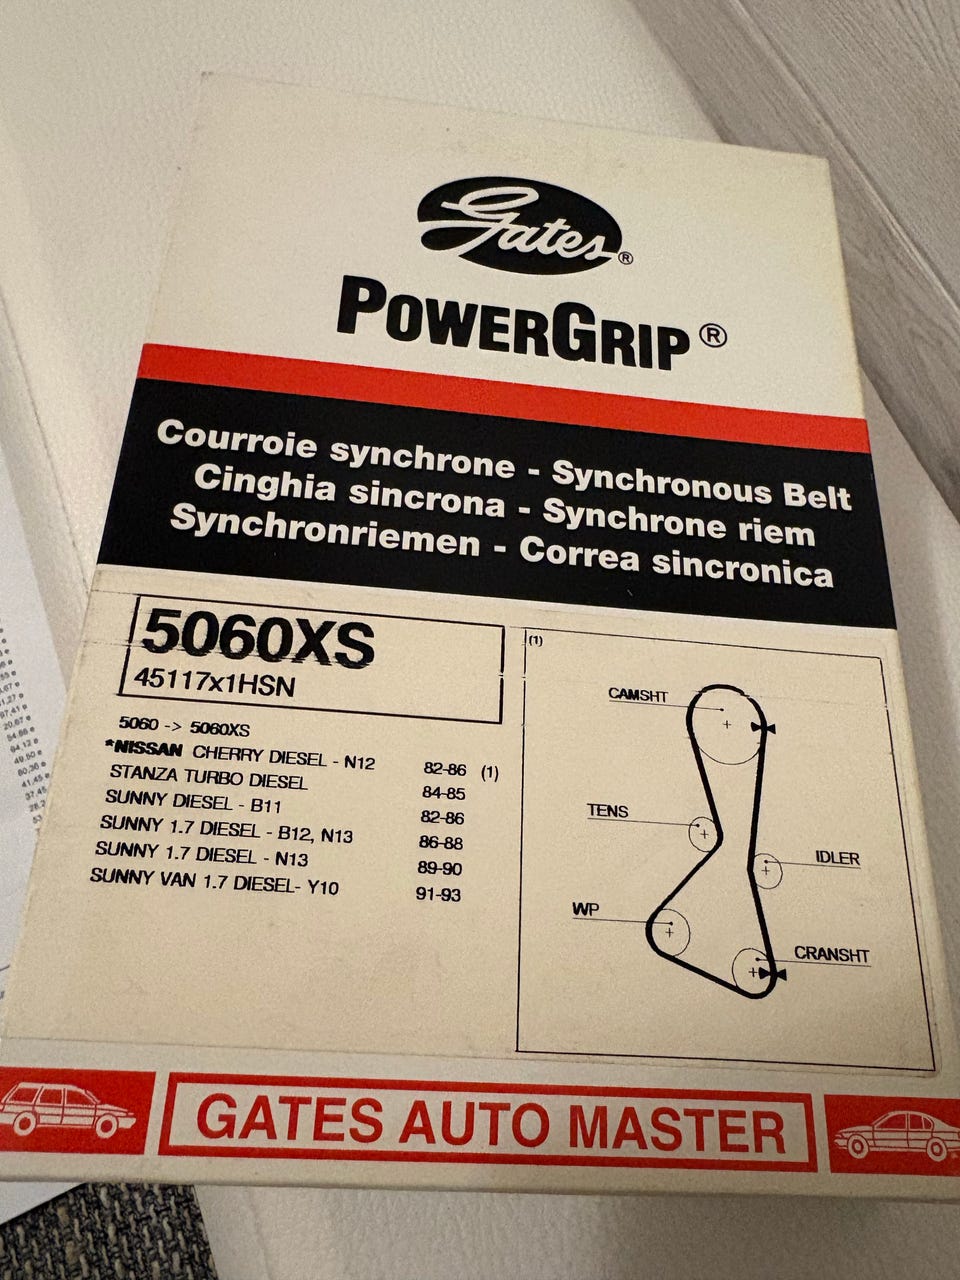 Gates®
POWERGRIP®
Courroie synchrone - Synchronous Belt
Cinghia sincrona - Synchrone riem
Synchronriemen - Correa sincronica
5060XS
45117x1HSN
5060 -> 5060XS
*NISSAN CHERRY DIESEL - N12 82-86 (1)
STANZA TURBO DIESEL 84-85
SUNNY DIESEL - B11 82-86
SUNNY 1.7 DIESEL - B12, N13 86-88
SUNNY 1.7 DIESEL - N13 89-90
SUNNY VAN 1.7 DIESEL- Y10 91-93
(1)
CAMSHT
TENS
IDLER
WP
CRANSHT
GATES AUTO MASTER